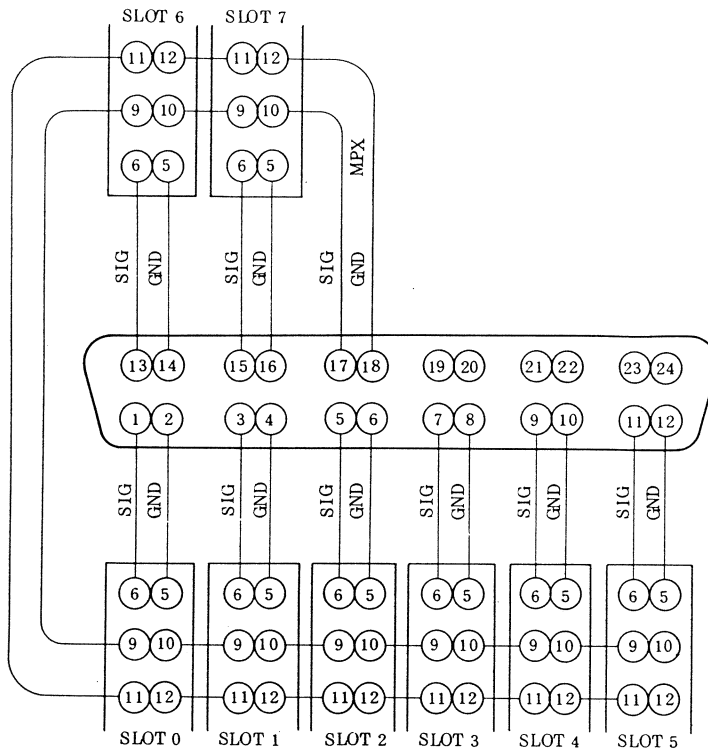 SLOT 6 SLOT 7
11 12 11 12
9 10 9 10
MPX
6 5 6 5
SIG GND SIG GND SIG GND
13 14 15 16 17 18 19 20 21 22 23 24
1 2 3 4 5 6 7 8 9 10 11 12
SIG GND SIG GND SIG GND SIG GND SIG GND SIG GND
6 5 6 5 6 5 6 5 6 5 6 5
9 10 9 10 9 10 9 10 9 10 9 10
11 12 11 12 11 12 11 12 11 12 11 12
SLOT 0 SLOT 1 SLOT 2 SLOT 3 SLOT 4 SLOT 5